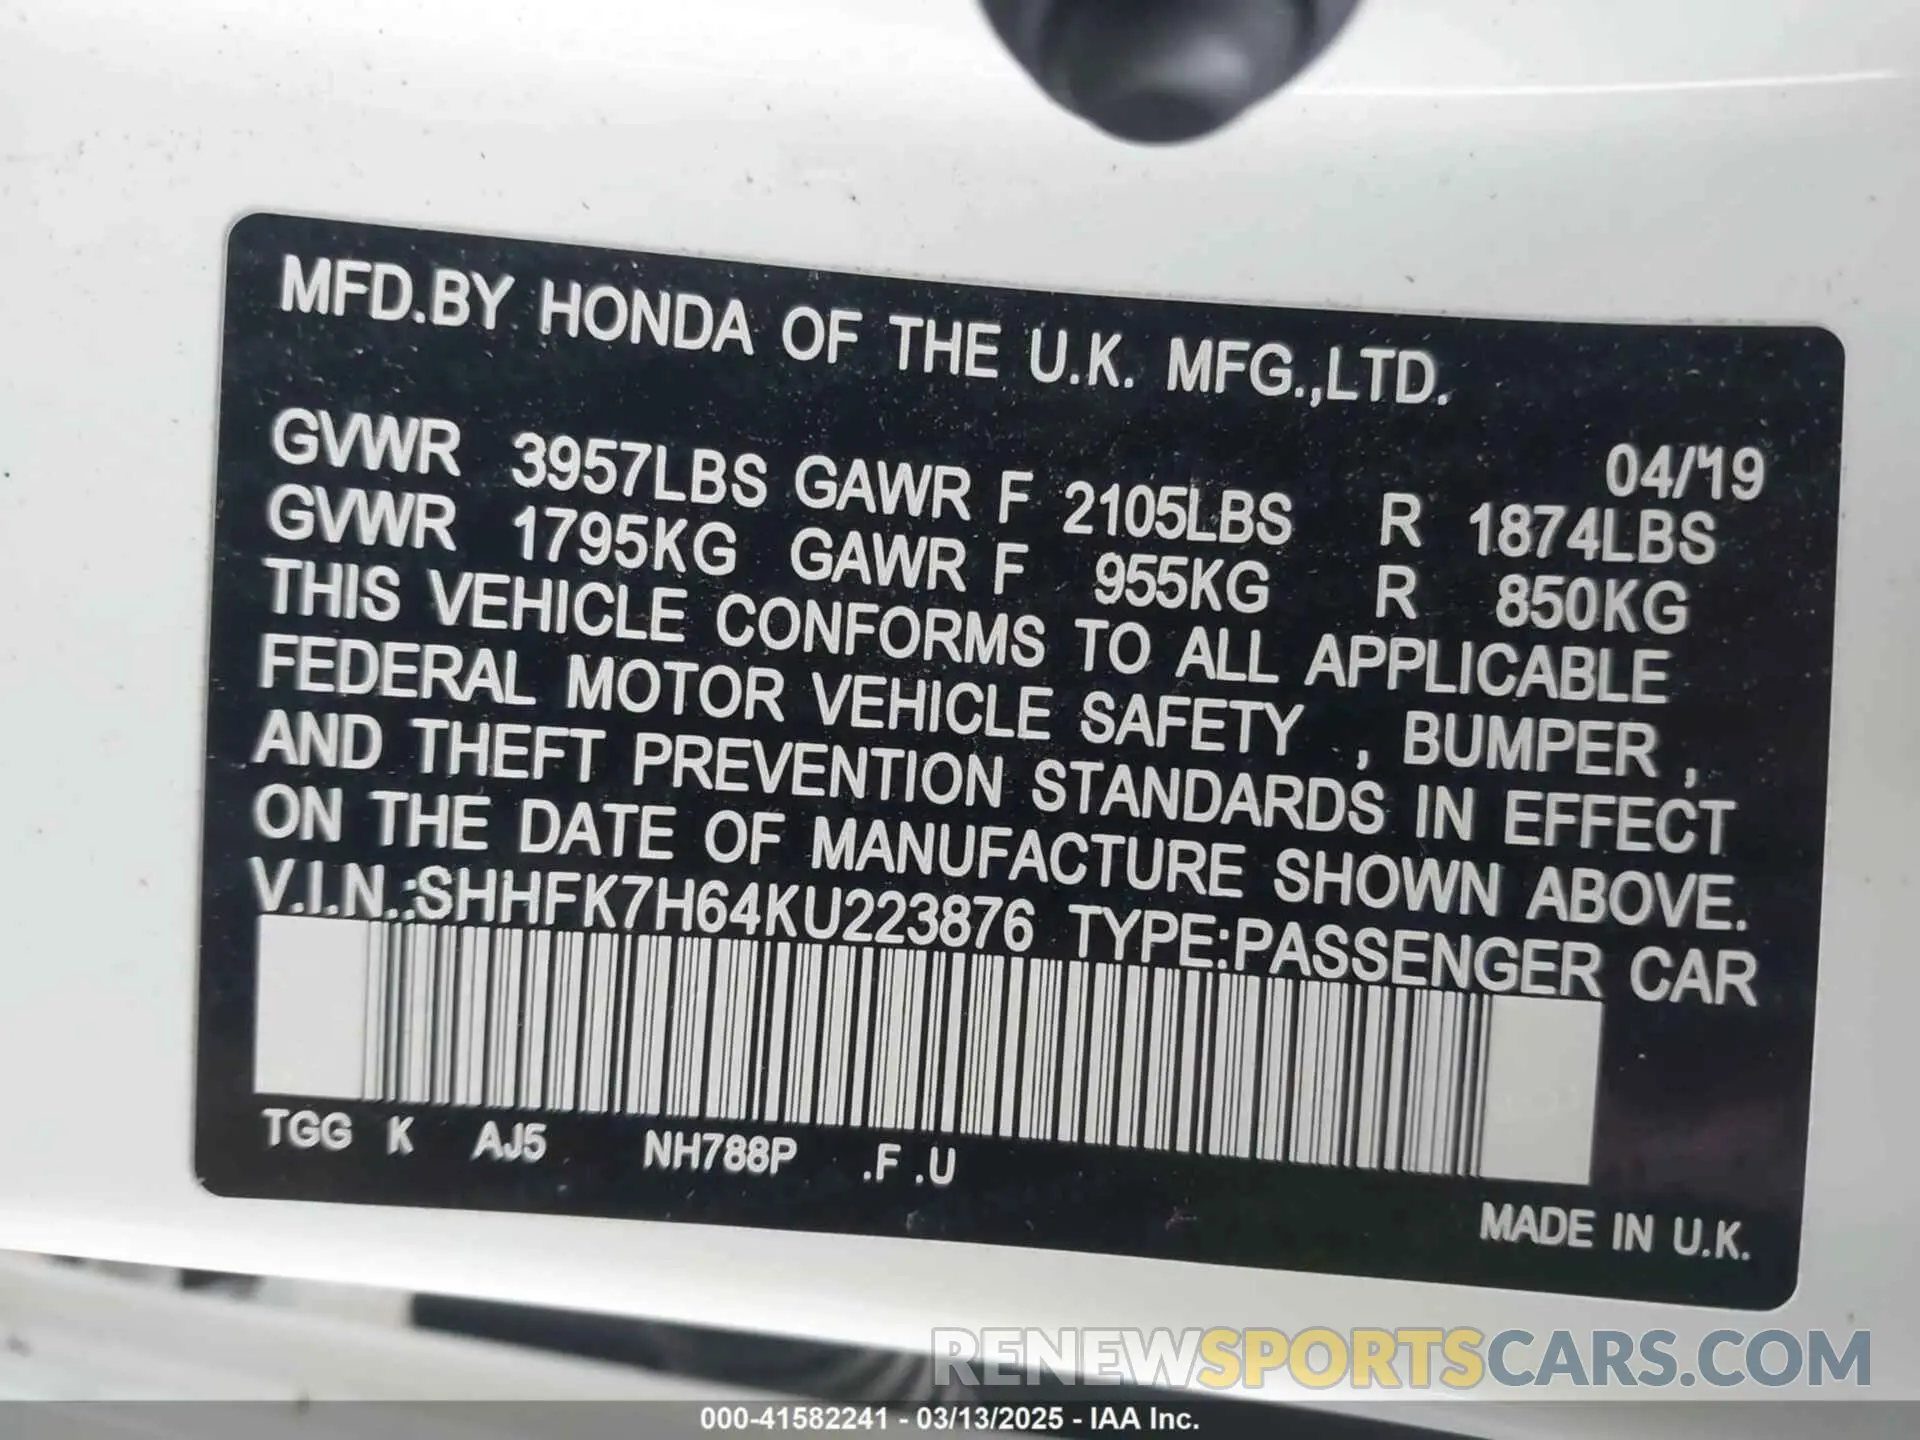 MFD.BY HONDA OF THE U.K. MFG.,LTD.
04/'19
GVWR 3957LBS GAWR F 2105LBS R 1874LBS
GVWR 1795KG GAWR F 955KG R 850KG
THIS VEHICLE CONFORMS TO ALL APPLICABLE
FEDERAL MOTOR VEHICLE SAFETY , BUMPER ,
AND THEFT PREVENTION STANDARDS IN EFFECT
ON THE DATE OF MANUFACTURE SHOWN ABOVE.
V.I.N.:SHHFK7H64KU223876 TYPE:PASSENGER CAR
TGG K AJ5 NH788P .F .U
MADE IN U.K.
RENEWSPORTSCARS.COM
000-41582241 - 03/13/2025 - IAA Inc.